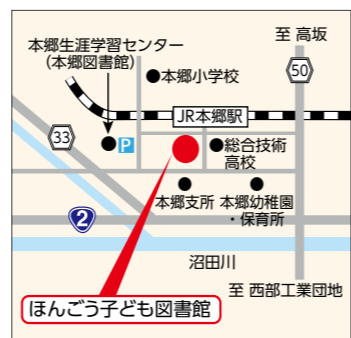 本郷生涯学習センター
（本郷図書館）
至 高坂
本郷小学校
50
JR本郷駅
33
P
総合技術
高校
本郷支所
本郷幼稚園
・保育所
2
沼田川
至 西部工業団地
ほんごう子ども図書館